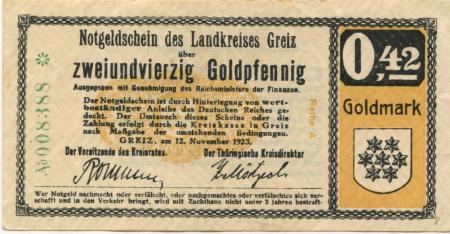 Notgeldschein des Landkreises Greiz
über
zweiundvierzig Goldpfennig
Ausgegeben mit Genehmigung des Reichsministers der Finanzen.
Der Notgeldschein ist durch Hinterlegung von wert-
beständiger Anleihe des Deutschen Reiches ge-
deckt. Der Umtausch dieses Scheins oder die
Zahlung erfolgt durch die Kreiskasse in Greiz
nach Maßgabe der umstehenden Bedingungen.
GREIZ, am 12. November 1923.
Der Vorsitzende des Kreisrates.
Der Thüringische Kreisdirektor
Wer Notgeld nachmacht oder verfälscht, oder nachgemachtes oder verfälschtes sich ver-
schafft und in den Verkehr bringt, wird mit Zuchthaus nicht unter 2 Jahren bestraft.
№ 008388 *
Reihe A
0,42
Goldmark